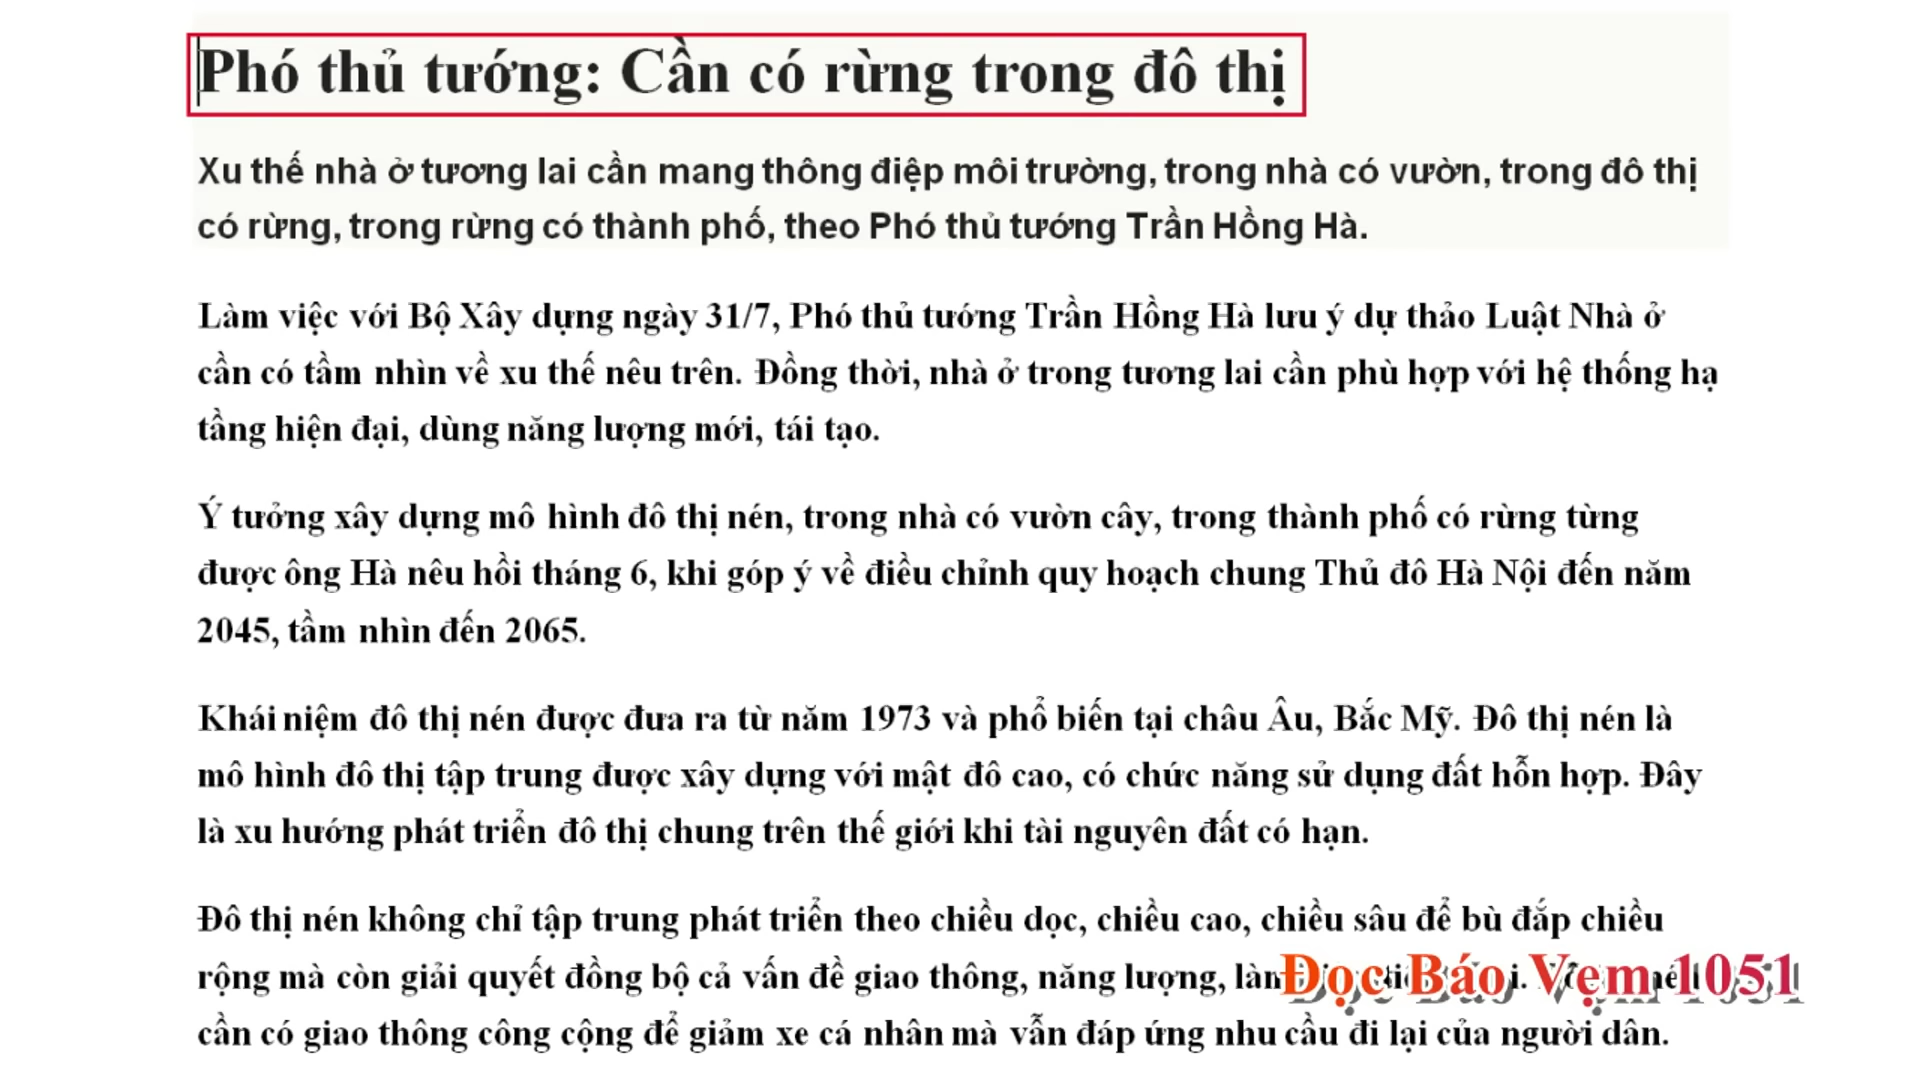 Phó thủ tướng: Cần có rừng trong đô thị
Xu thế nhà ở tương lai cần mang thông điệp môi trường, trong nhà có vườn, trong đô thị
có rừng, trong rừng có thành phố, theo Phó thủ tướng Trần Hồng Hà.
Làm việc với Bộ Xây dựng ngày 31/7, Phó thủ tướng Trần Hồng Hà lưu ý dự thảo Luật Nhà ở
cần có tầm nhìn về xu thế nêu trên. Đồng thời, nhà ở trong tương lai cần phù hợp với hệ thống hạ
tầng hiện đại, dùng năng lượng mới, tái tạo.
Ý tưởng xây dựng mô hình đô thị nén, trong nhà có vườn cây, trong thành phố có rừng từng
được ông Hà nêu hồi tháng 6, khi góp ý về điều chỉnh quy hoạch chung Thủ đô Hà Nội đến năm
2045, tầm nhìn đến 2065.
Khái niệm đô thị nén được đưa ra từ năm 1973 và phổ biến tại châu Âu, Bắc Mỹ. Đô thị nén là
mô hình đô thị tập trung được xây dựng với mật đô cao, có chức năng sử dụng đất hỗn hợp. Đây
là xu hướng phát triển đô thị chung trên thế giới khi tài nguyên đất có hạn.
Đô thị nén không chỉ tập trung phát triển theo chiều dọc, chiều cao, chiều sâu để bù đắp chiều
rộng mà còn giải quyết đồng bộ cả vấn đề giao thông, năng lượng,
Đọc Báo Vẹm 1051
cần có giao thông công cộng để giảm xe cá nhân mà vẫn đáp ứng nhu cầu đi lại của người dân.